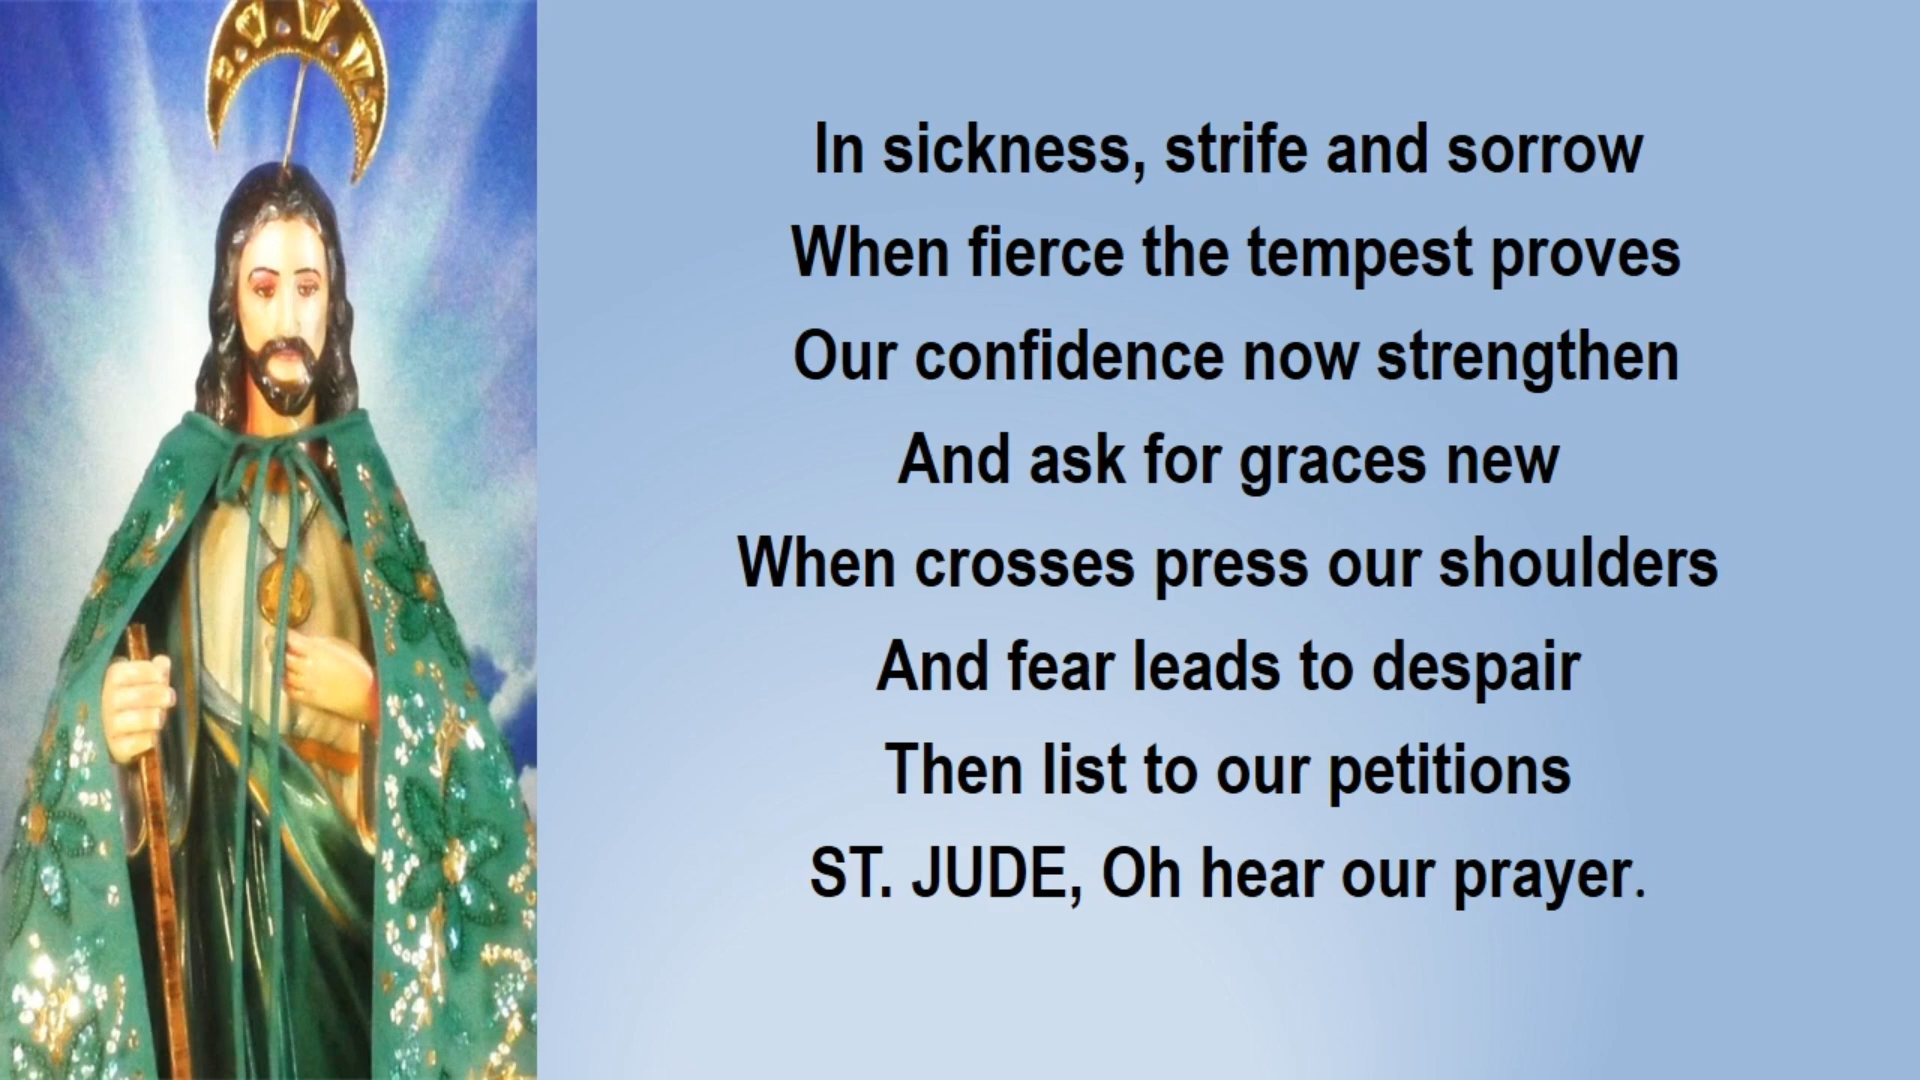 In sickness, strife and sorrow
When fierce the tempest proves
Our confidence now strengthen
And ask for graces new
When crosses press our shoulders
And fear leads to despair
Then list to our petitions
ST. JUDE, Oh hear our prayer.